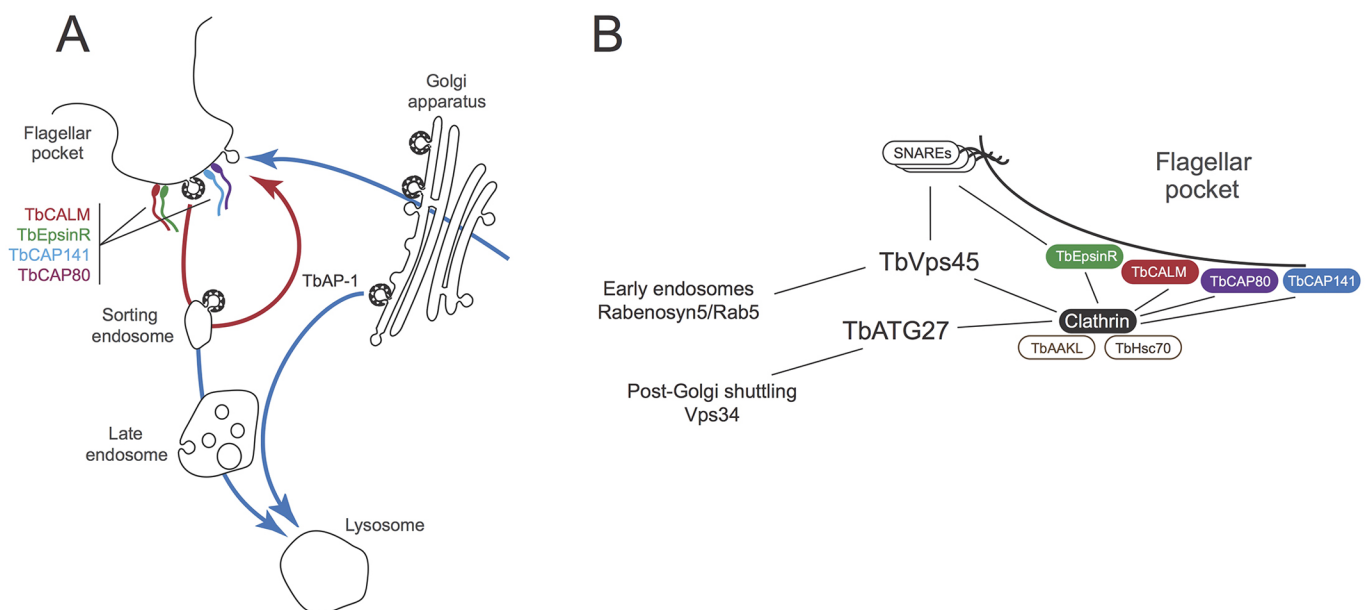 A
Golgi
apparatus
Flagellar
pocket
TbCALM
TbEpsinR
TbCAP141
TbCAP80
TbAP-1
Sorting
endosome
Late
endosome
Lysosome
B
SNAREs
Flagellar
pocket
TbEpsinR
TbCALM
TbCAP80
TbCAP141
TbVps45
Early endosomes
Rabenosyn5/Rab5
Clathrin
TbATG27
TbAAKL
TbHsc70
Post-Golgi shuttling
Vps34